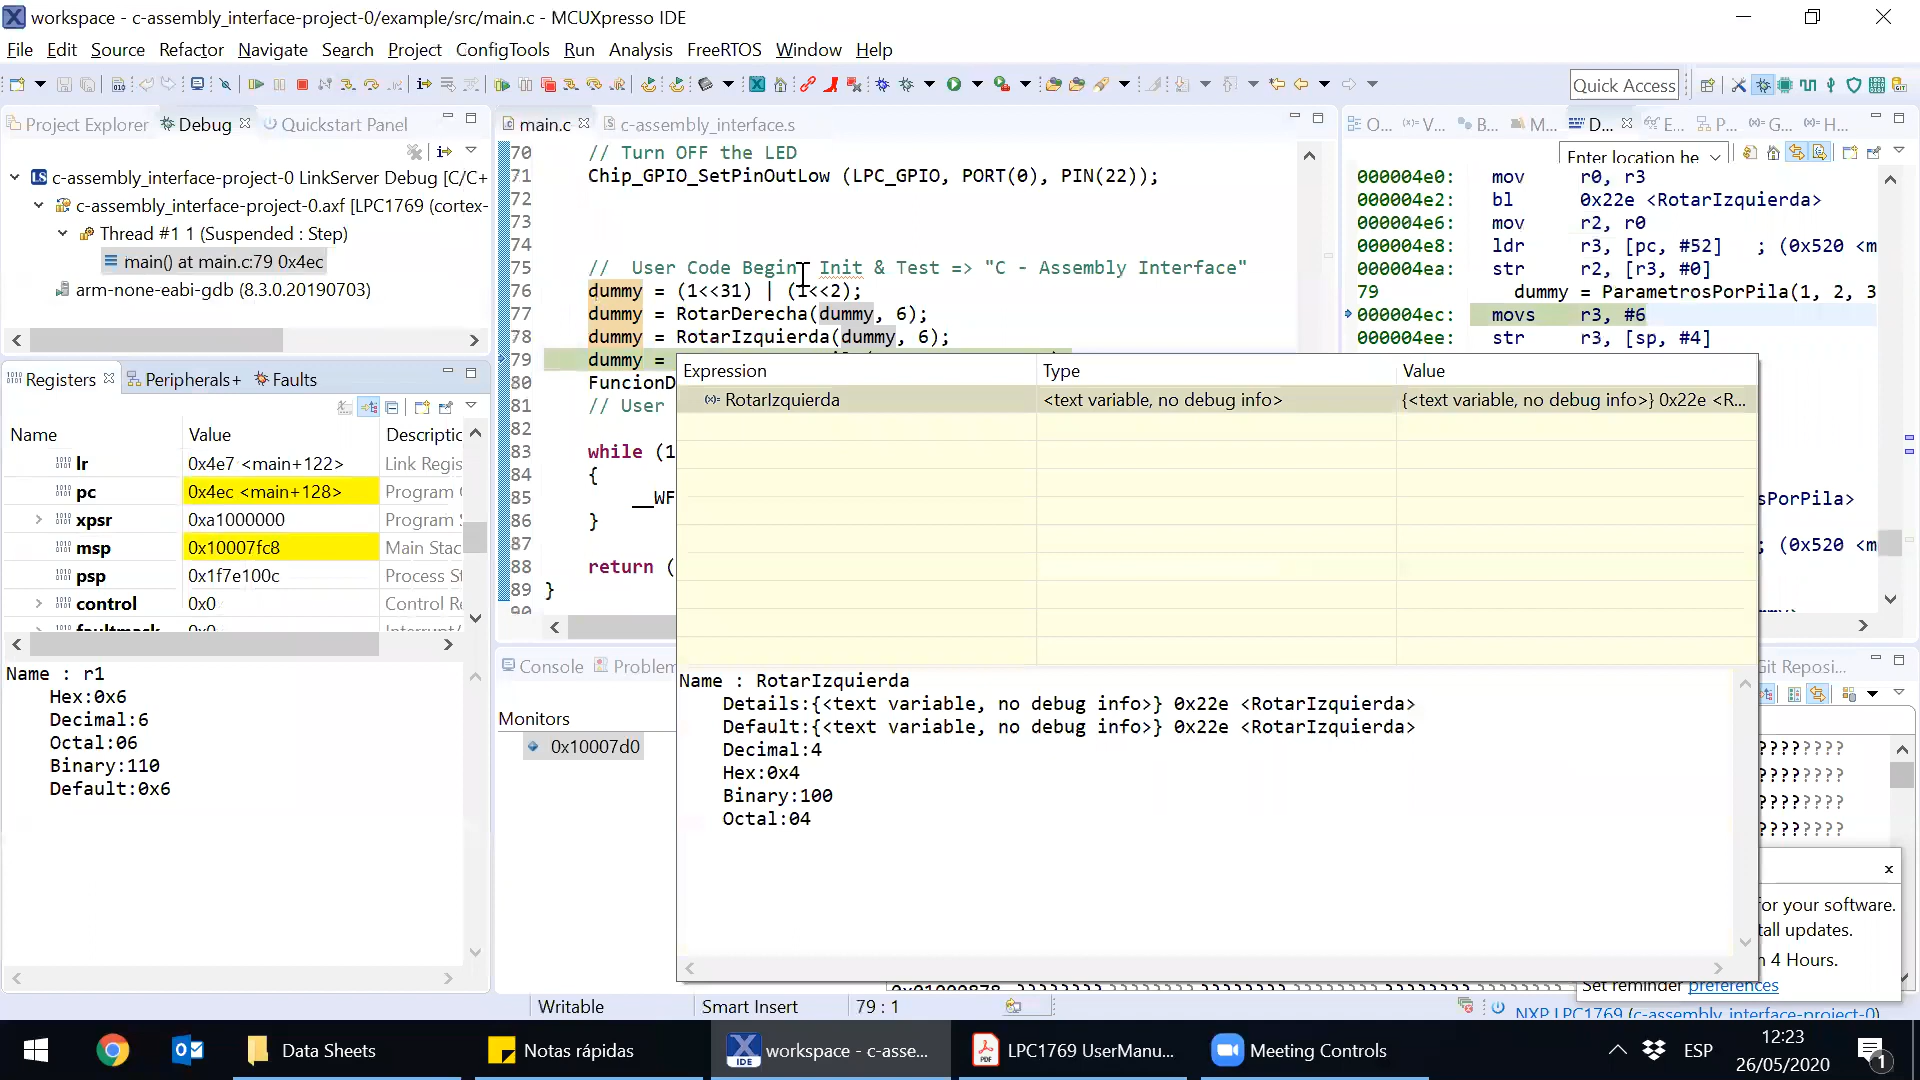 workspace - c-assembly_interface-project-0/example/src/main.c - MCUXpresso IDE
File Edit Source Refactor Navigate Search Project ConfigTools Run Analysis FreeRTOS Window Help
Quick Access
Project Explorer Debug Quickstart Panel
c-assembly_interface-project-0 LinkServer Debug [C/C+
c-assembly_interface-project-0.axf [LPC1769 (cortex-
Thread #1 1 (Suspended : Step)
main() at main.c:79 0x4ec
arm-none-eabi-gdb (8.3.0.20190703)
Registers Peripherals+ Faults
Name Value Descriptic
lr 0x4e7 <main+122> Link Regis
pc 0x4ec <main+128> Program
xpsr 0xa1000000 Program
msp 0x10007fc8 Main Stac
psp 0x1f7e100c Process St
control 0x0 Control Re
faultmask 0x0
Name : r1
Hex:0x6
Decimal:6
Octal:06
Binary:110
Default:0x6
main.c c-assembly_interface.s
70 // Turn OFF the LED
71 Chip_GPIO_SetPinOutLow (LPC_GPIO, PORT(0), PIN(22));
72
73
74
75 // User Code Begin Init & Test => "C - Assembly Interface"
76 dummy = (1<<31) | (1<<2);
77 dummy = RotarDerecha(dummy, 6);
78 dummy = RotarIzquierda(dummy, 6);
79 dummy =
80 FuncionD
81 // User
82
83 while (1
84 {
85 __WF
86 }
87
88 return (
89 }
90
Console Problem
Monitors
0x10007d0
Expression Type Value
RotarIzquierda <text variable, no debug info> {<text variable, no debug info>} 0x22e <R...
Name : RotarIzquierda
Details:{<text variable, no debug info>} 0x22e <RotarIzquierda>
Default:{<text variable, no debug info>} 0x22e <RotarIzquierda>
Decimal:4
Hex:0x4
Binary:100
Octal:04
O... V... B... M... D... E... P... G... H...
Enter location he
000004e0: mov r0, r3
000004e2: bl 0x22e <RotarIzquierda>
000004e6: mov r2, r0
000004e8: ldr r3, [pc, #52] ; (0x520 <m
000004ea: str r2, [r3, #0]
79 dummy = ParametrosPorPila(1, 2, 3
000004ec: movs r3, #6
000004ee: str r3, [sp, #4]
sPorPila>
; (0x520 <m
Git Reposi...
????????
????????
????????
????????
for your software.
tall updates.
4 Hours.
Set reminder preferences
Writable Smart Insert 79 : 1
NXP LPC1769 (c-assembly_interface-project-0)
Data Sheets Notas rápidas workspace - c-asse... LPC1769 UserManu... Meeting Controls
ESP
12:23
26/05/2020
1